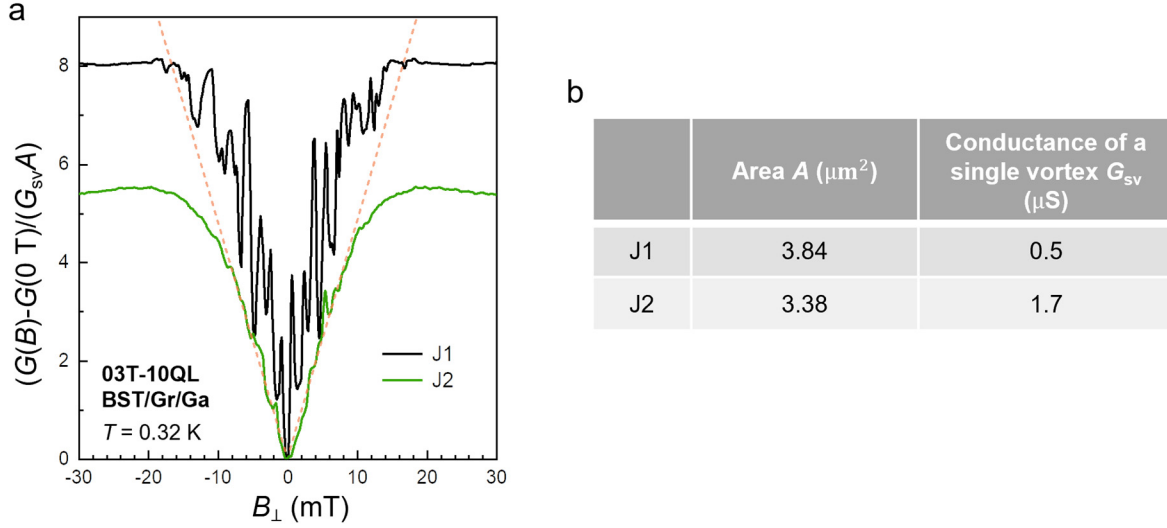 a
(G(B)-G(0 T)/(G_sv A)
8
6
4
2
0
-30
-20
-10
0
10
20
30
B⊥ (mT)
J1
J2
03T-10QL
BST/Gr/Ga
T = 0.32 K
b
Area A (μm²)
Conductance of a
single vortex G_sv
(μS)
J1 3.84 0.5
J2 3.38 1.7